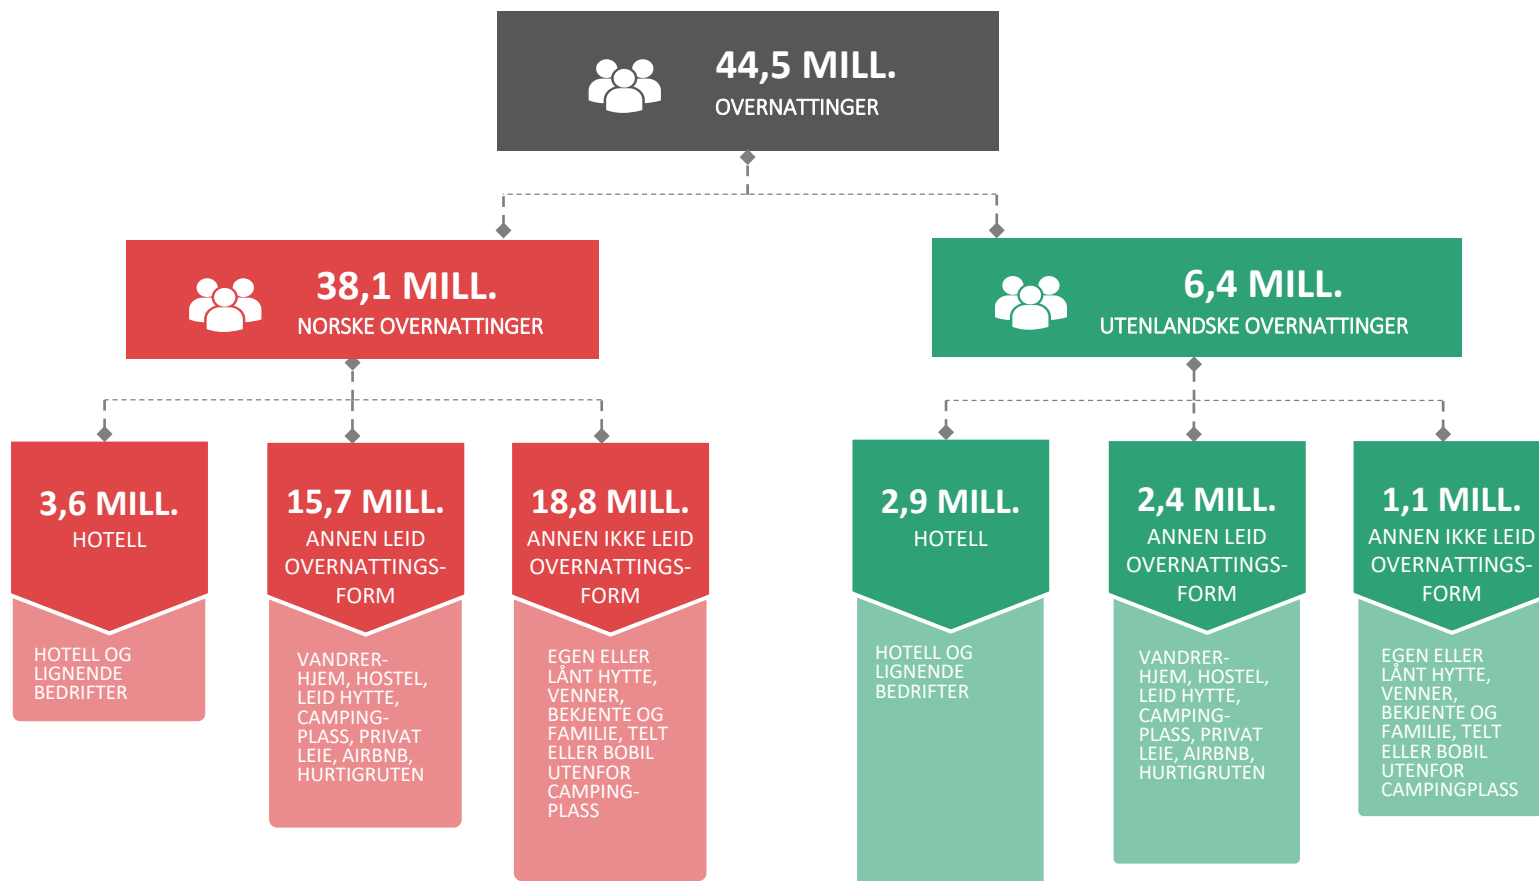 44,5 MILL.
OVERNATTINGER
38,1 MILL.
NORSKE OVERNATTINGER
6,4 MILL.
UTENLANDSKE OVERNATTINGER
3,6 MILL.
HOTELL
HOTELL OG
LIGNENDE
BEDRIFTER
15,7 MILL.
ANNEN LEID
OVERNATTINGS-
FORM
VANDRER-
HJEM, HOSTEL,
LEID HYTTE,
CAMPING-
PLASS, PRIVAT
LEIE, AIRBNB,
HURTIGRUTEN
18,8 MILL.
ANNEN IKKE LEID
OVERNATTINGS-
FORM
EGEN ELLER
LÅNT HYTTE,
VENNER,
BEKJENTE OG
FAMILIE, TELT
ELLER BOBIL
UTENFOR
CAMPING-
PLASS
2,9 MILL.
HOTELL
HOTELL OG
LIGNENDE
BEDRIFTER
2,4 MILL.
ANNEN LEID
OVERNATTINGS-
FORM
VANDRER-
HJEM, HOSTEL,
LEID HYTTE,
CAMPING-
PLASS, PRIVAT
LEIE, AIRBNB,
HURTIGRUTEN
1,1 MILL.
ANNEN IKKE LEID
OVERNATTINGS-
FORM
EGEN ELLER
LÅNT HYTTE,
VENNER,
BEKJENTE OG
FAMILIE, TELT
ELLER BOBIL
UTENFOR
CAMPINGPLASS